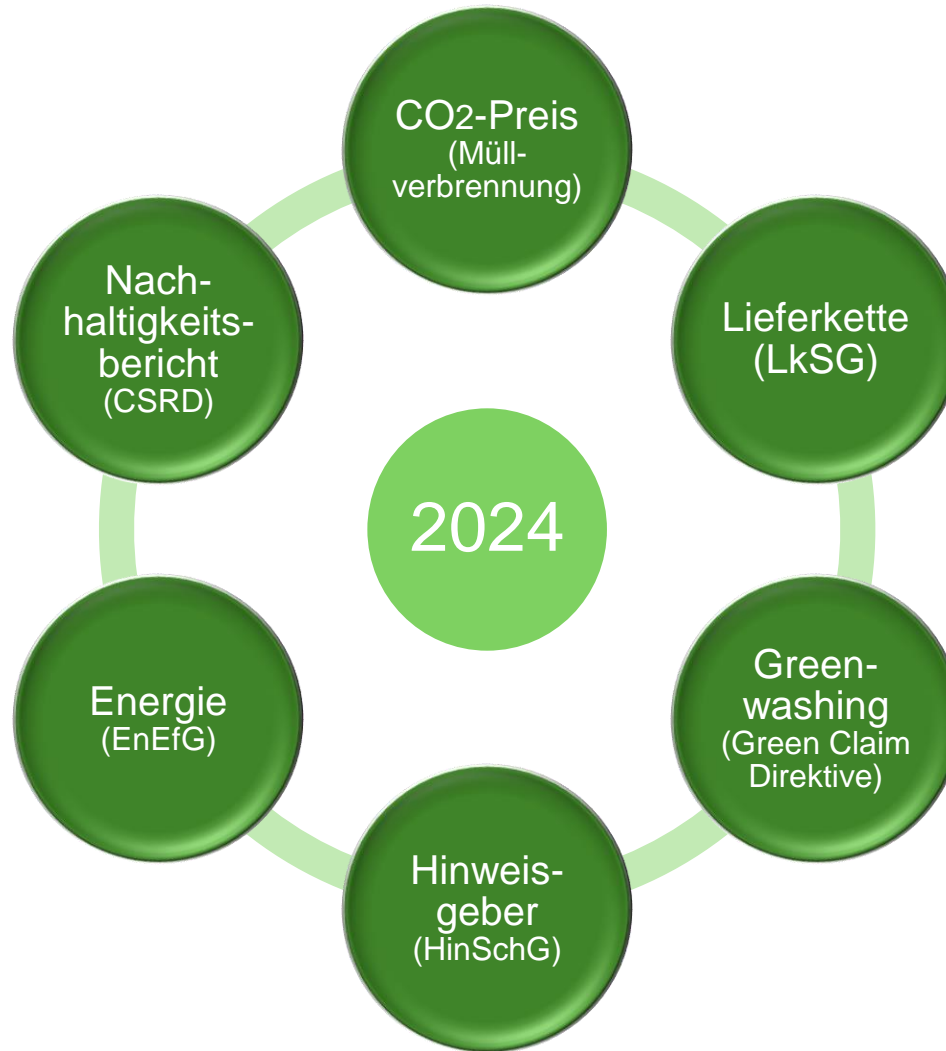 CO2-Preis
(Müll-
verbrennung)
Nach-
haltigkeits-
bericht
(CSRD)
Lieferkette
(LkSG)
2024
Energie
(EnEfG)
Green-
washing
(Green Claim
Direktive)
Hinweis-
geber
(HinSchG)